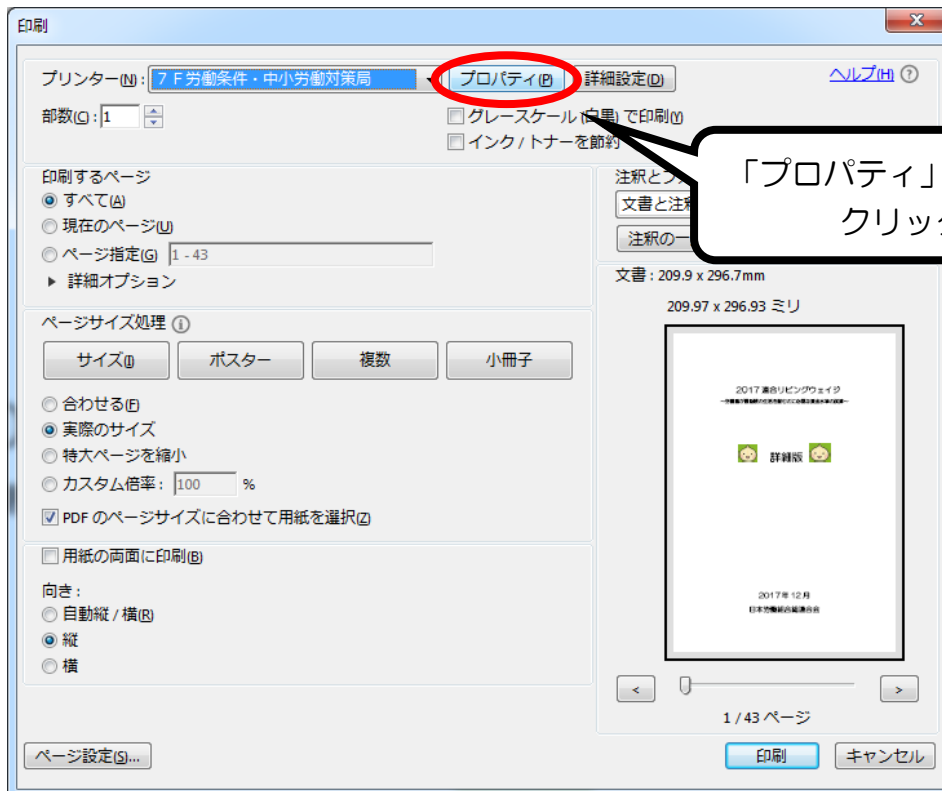 印刷
プリンター(N): 7F労働条件・中小労働対策局 プロパティ(P) 詳細設定(D) ヘルプ(H)
部数(C): 1 グレースケール(白黒)で印刷(Y)
インク/トナーを節約
「プロパティ」
クリッ
印刷するページ
すべて(A)
現在のページ(U)
ページ指定(G) 1 - 43
詳細オプション
注釈と
文書と注釈
注釈の一
ページサイズ処理
サイズ(I) ポスター 複数 小冊子
合わせる(F)
実際のサイズ
特大ページを縮小
カスタム倍率: 100 %
PDF のページサイズに合わせて用紙を選択(Z)
用紙の両面に印刷(B)
向き:
自動縦/横(R)
縦
横
文書: 209.9 x 296.7mm
209.97 x 296.93 ミリ
2017 連合リビングウェイジ
詳細版
2017年12月
日本労働組合総連合会
< >
1 / 43 ページ
ページ設定(S)... 印刷 キャンセル